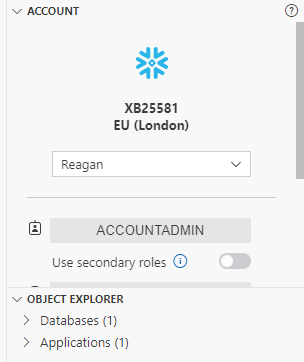 ACCOUNT
XB25581
EU (London)
Reagan
ACCOUNTADMIN
Use secondary roles
OBJECT EXPLORER
Databases (1)
Applications (1)